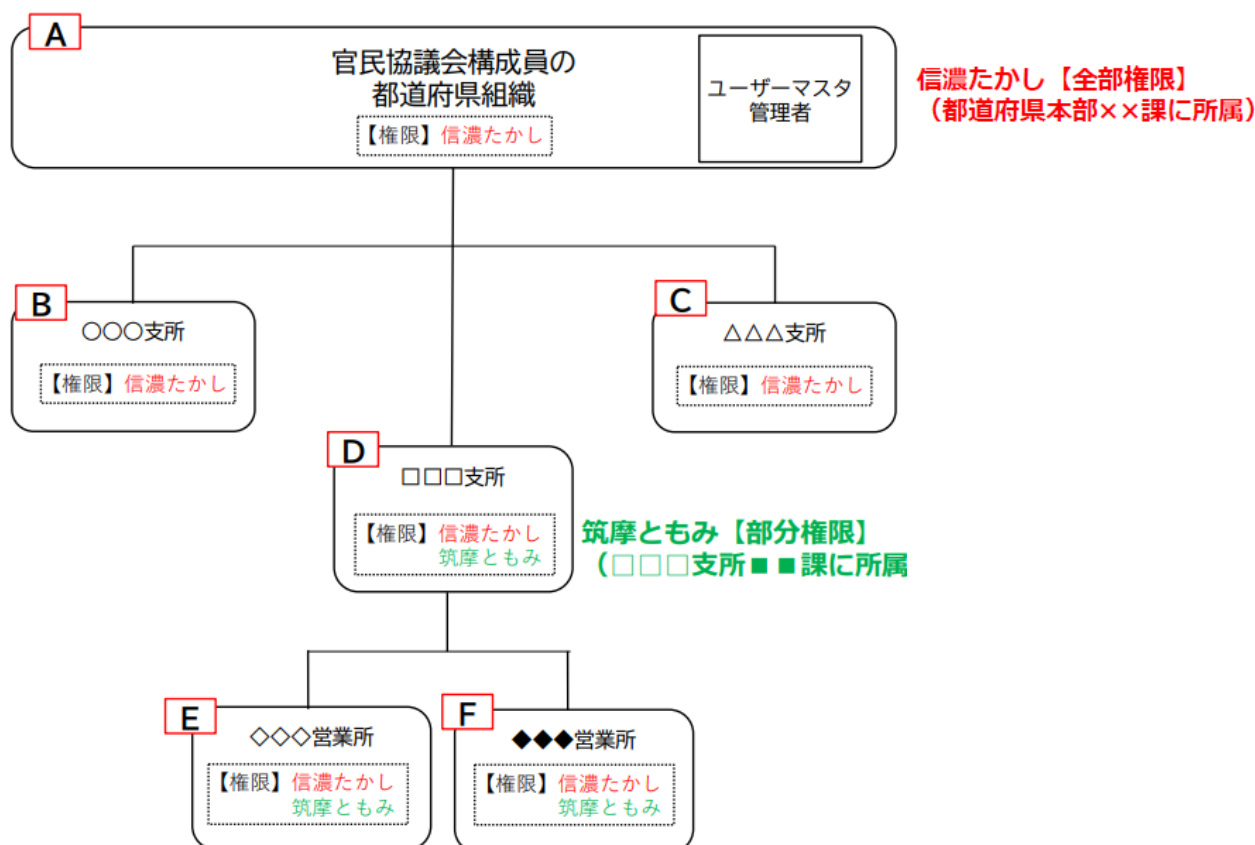 A
官民協議会構成員の
都道府県組織
【権限】信濃たかし
ユーザーマスタ
管理者
信濃たかし【全部権限】
（都道府県本部××課に所属）
B
○○○支所
【権限】信濃たかし
C
△△△支所
【権限】信濃たかし
D
□□□支所
【権限】信濃たかし
筑摩ともみ
筑摩ともみ【部分権限】
（□□□支所■■課に所属
E
◇◇◇営業所
【権限】信濃たかし
筑摩ともみ
F
◆◆◆営業所
【権限】信濃たかし
筑摩ともみ